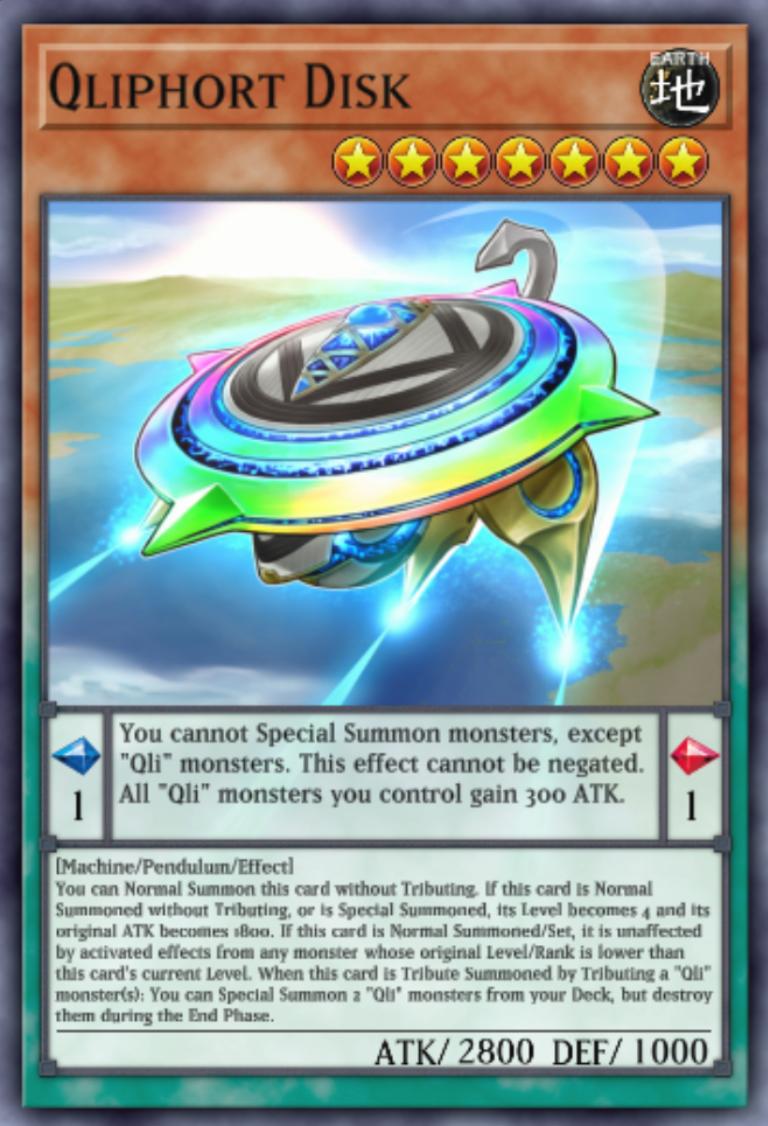 Qliphort Disk
EARTH
地
You cannot Special Summon monsters, except
"Qli" monsters. This effect cannot be negated.
All "Qli" monsters you control gain 300 ATK.
1
1
[Machine/Pendulum/Effect]
You can Normal Summon this card without Tributing. If this card is Normal
Summoned without Tributing, or is Special Summoned, its Level becomes 4 and its
original ATK becomes 1800. If this card is Normal Summoned/Set, it is unaffected
by activated effects from any monster whose original Level/Rank is lower than
this card's current Level. When this card is Tribute Summoned by Tributing a "Qli"
monster(s): You can Special Summon 2 "Qli" monsters from your Deck, but destroy
them during the End Phase.
ATK/ 2800 DEF/ 1000